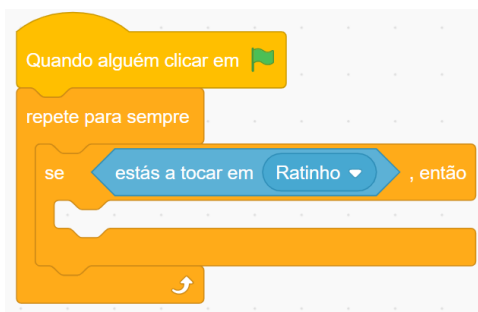 Quando alguém clicar em
repete para sempre
se estás a tocar em Ratinho , então